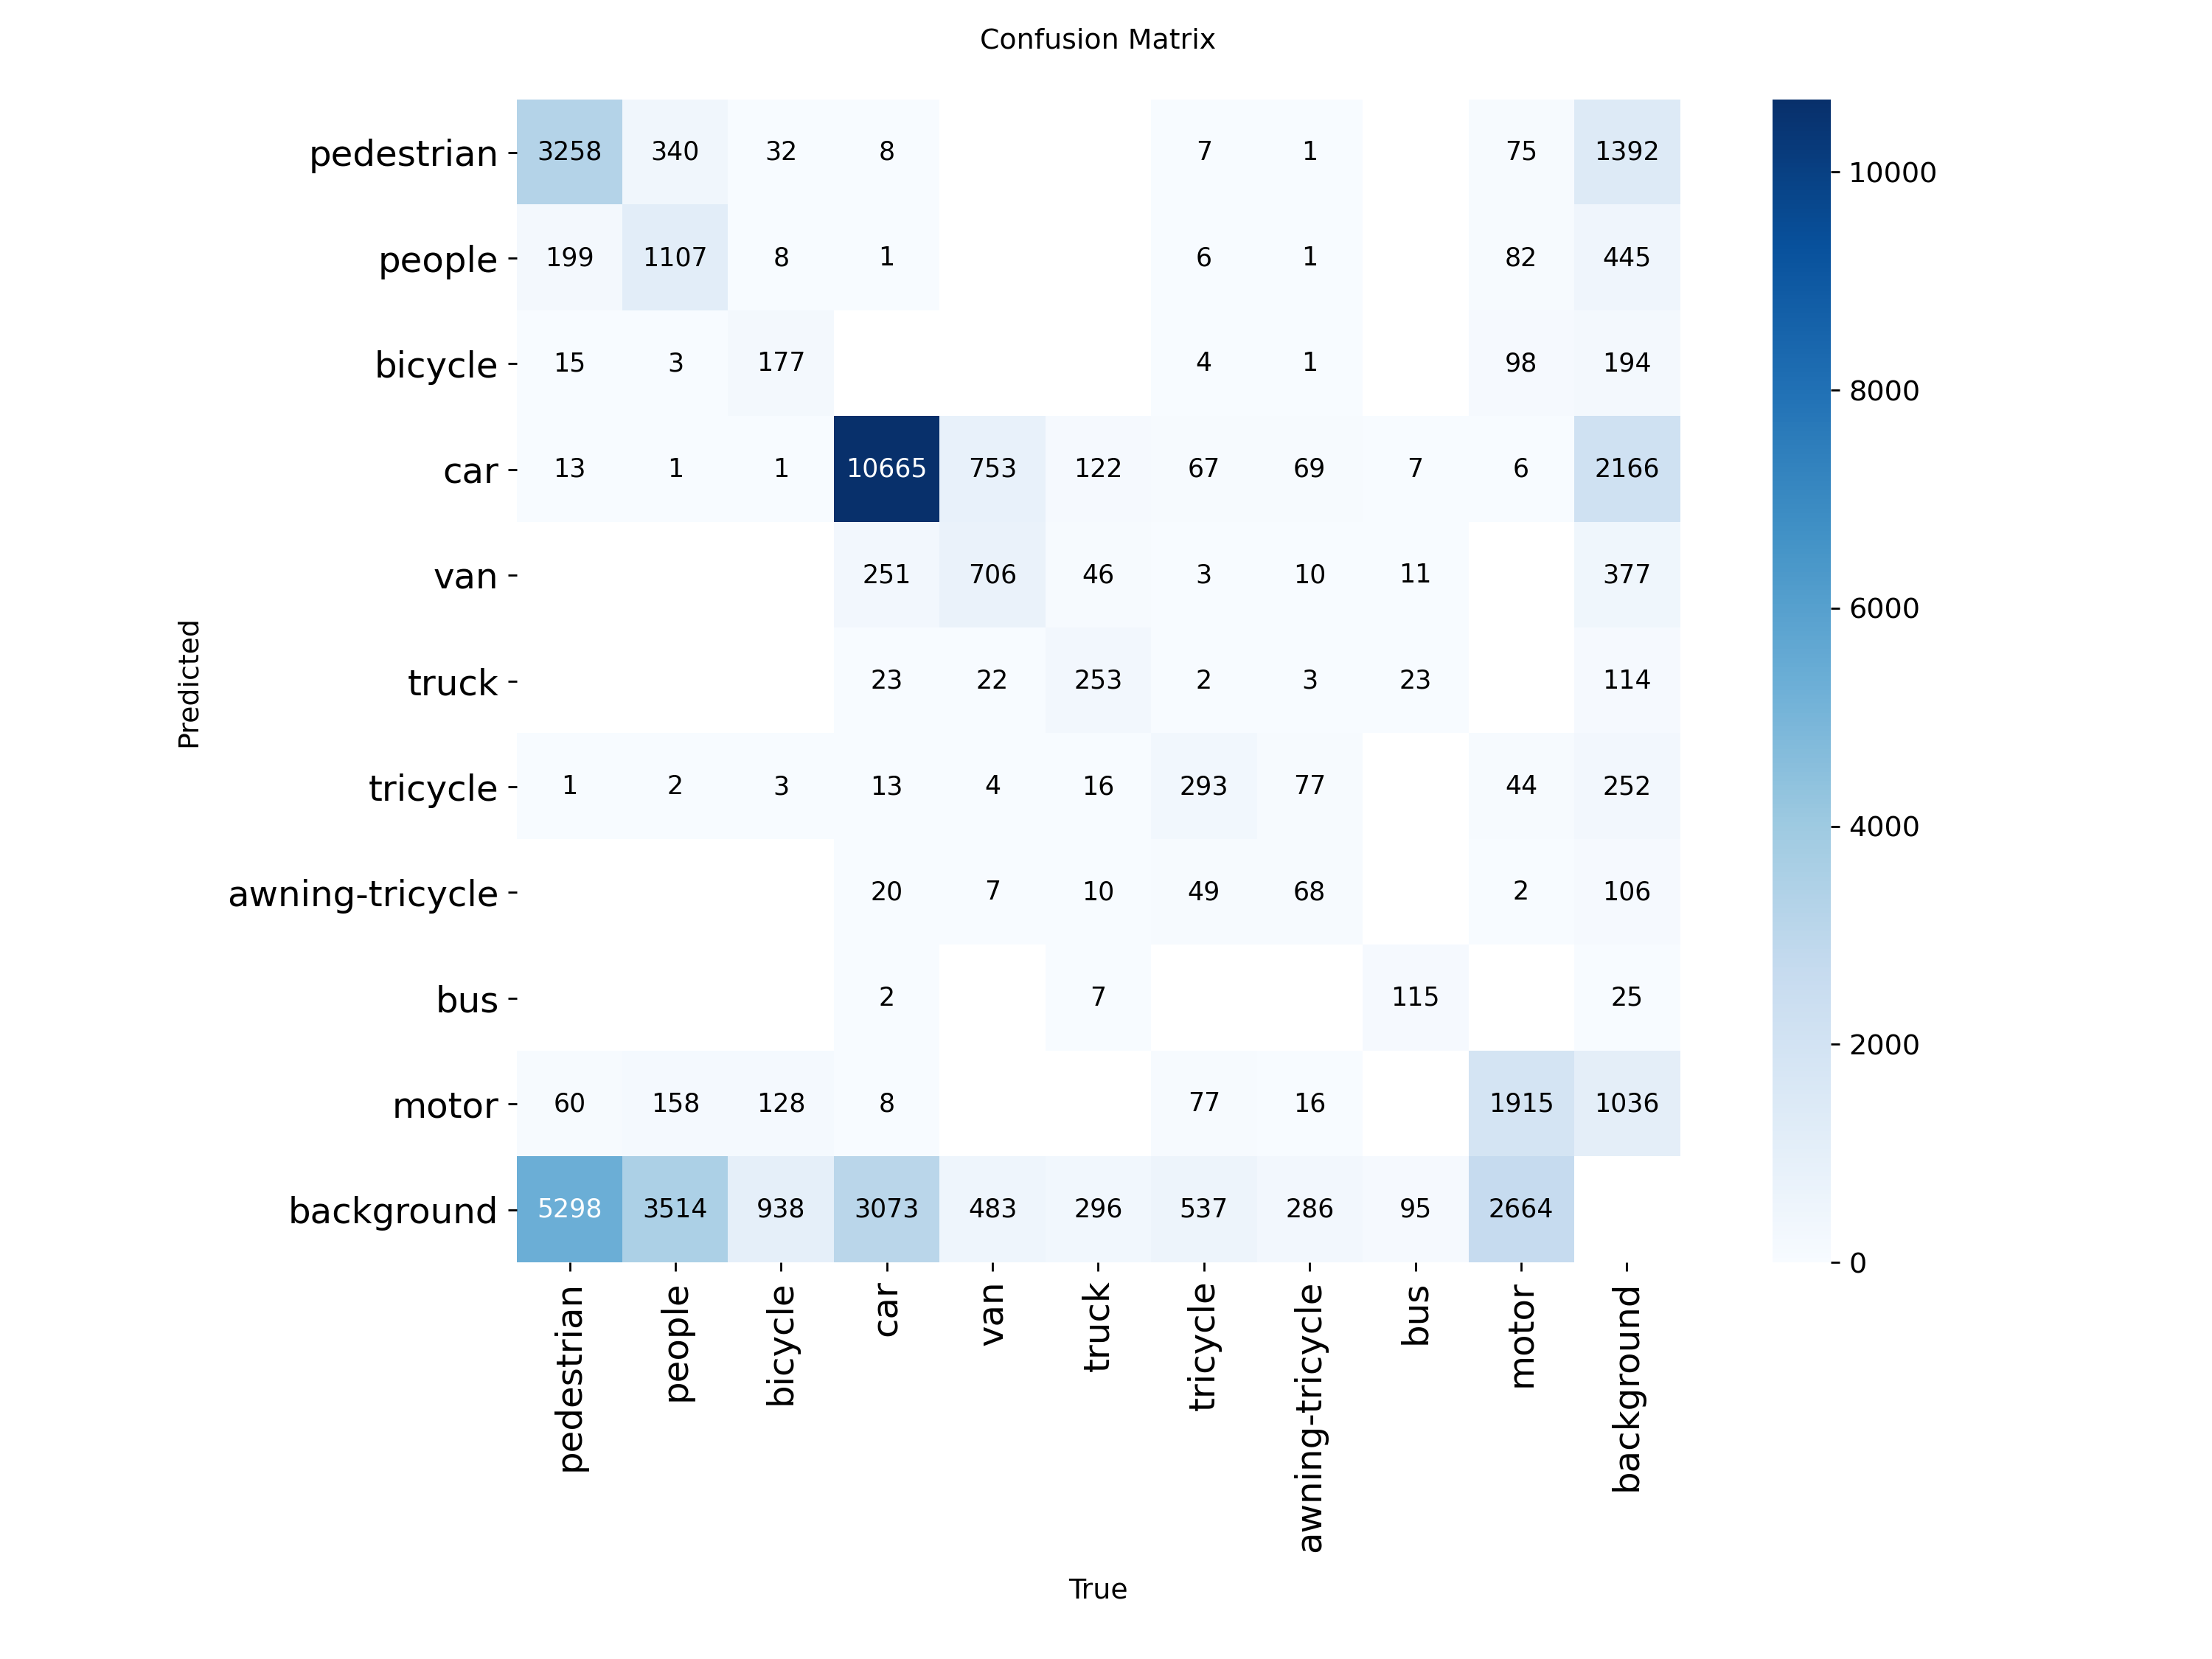 Confusion Matrix
pedestrian 3258 340 32 8 7 1 75 1392
people 199 1107 8 1 6 1 82 445
bicycle 15 3 177 4 1 98 194
car 13 1 1 10665 753 122 67 69 7 6 2166
van 251 706 46 3 10 11 377
truck 23 22 253 2 3 23 114
tricycle 1 2 3 13 4 16 293 77 44 252
awning-tricycle 20 7 10 49 68 2 106
bus 2 7 115 25
motor 60 158 128 8 77 16 1915 1036
background 5298 3514 938 3073 483 296 537 286 95 2664
Predicted
pedestrian people bicycle car van truck tricycle awning-tricycle bus motor background
True
10000
8000
6000
4000
2000
0